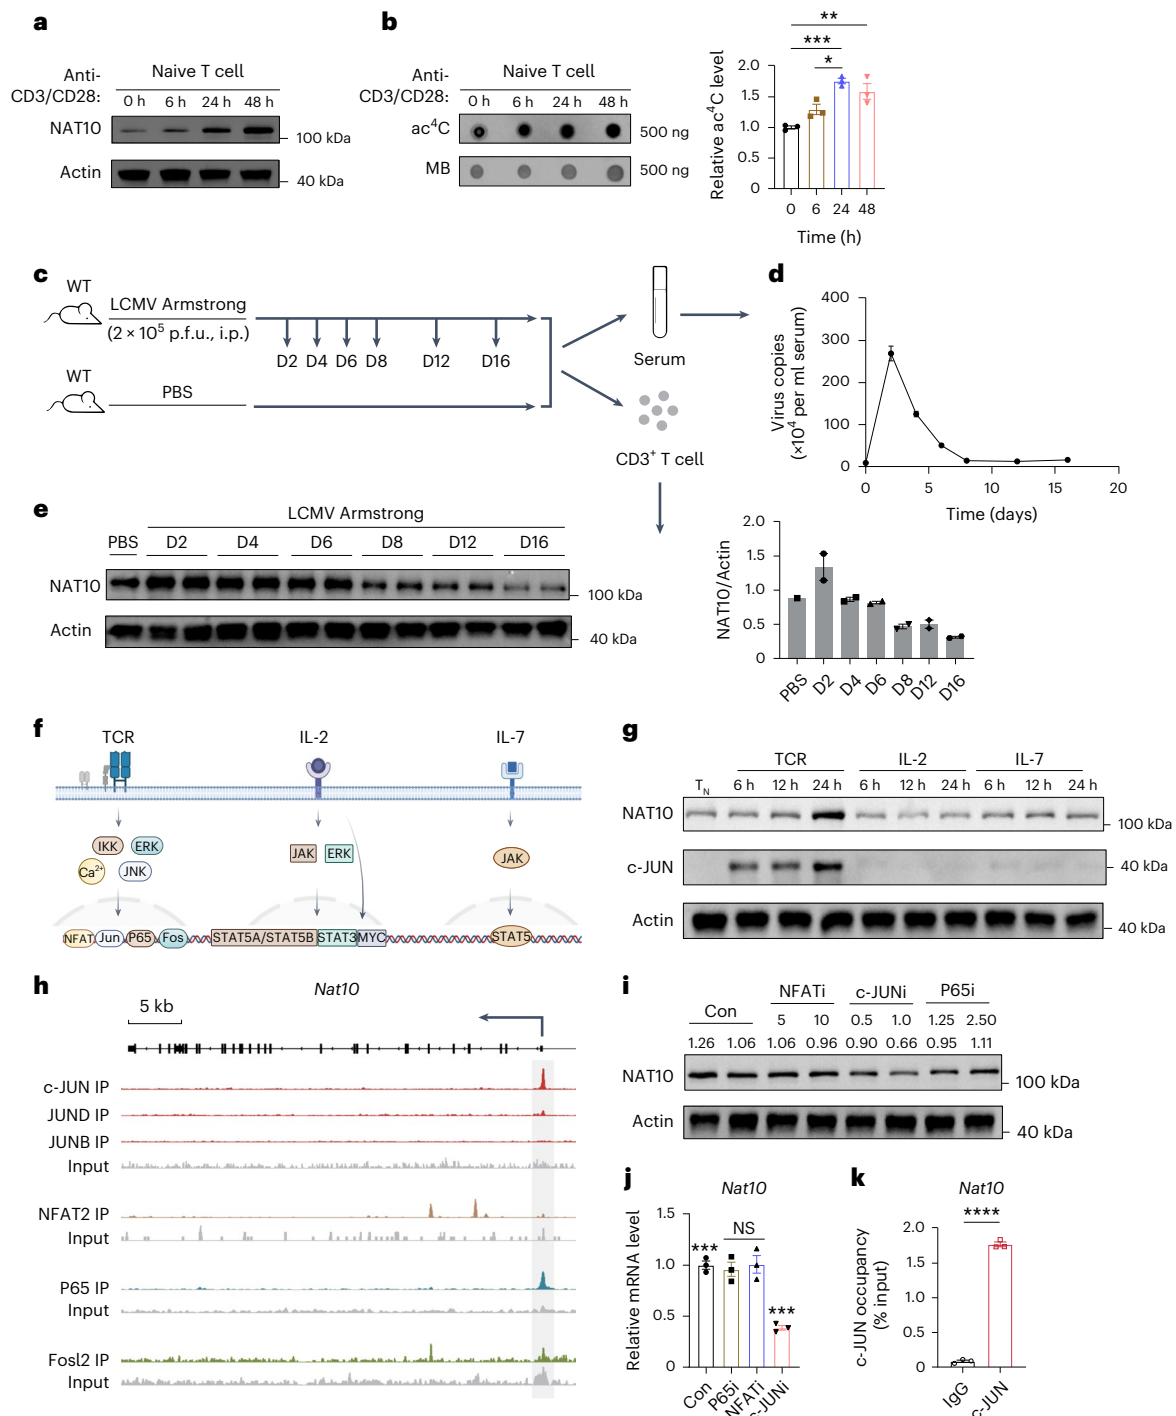 a
Anti-
CD3/CD28:
Naive T cell
0 h 6 h 24 h 48 h
NAT10
100 kDa
Actin
40 kDa
b
Anti-
CD3/CD28:
Naive T cell
0 h 6 h 24 h 48 h
ac⁴C
500 ng
MB
500 ng
Relative ac⁴C level
2.0
1.5
1.0
0.5
0
**
***
*
0 6 24 48
Time (h)
c
WT
LCMV Armstrong
(2 × 10⁵ p.f.u., i.p.)
D2 D4 D6 D8 D12 D16
WT
PBS
Serum
CD3⁺ T cell
d
Virus copies
(×10⁴ per ml serum)
400
300
200
100
0
0 5 10 15 20
Time (days)
e
LCMV Armstrong
PBS D2 D4 D6 D8 D12 D16
NAT10
100 kDa
Actin
40 kDa
NAT10/Actin
2.0
1.5
1.0
0.5
0
PBS D2 D4 D6 D8 D12 D16
f
TCR IL-2 IL-7
IKK ERK
Ca²⁺ JNK
JAK ERK
JAK
NFAT Jun P65 Fos STAT5A/STAT5B STAT3 MYC STAT5
g
TCR IL-2 IL-7
T_N 6 h 12 h 24 h 6 h 12 h 24 h 6 h 12 h 24 h
NAT10
100 kDa
c-JUN
40 kDa
Actin
40 kDa
h
Nat10
5 kb
c-JUN IP
JUND IP
JUNB IP
Input
NFAT2 IP
Input
P65 IP
Input
Fosl2 IP
Input
i
Con NFATi c-JUNi P65i
5 10 0.5 1.0 1.25 2.50
1.26 1.06 1.06 0.96 0.90 0.66 0.95 1.11
NAT10
100 kDa
Actin
40 kDa
j
Nat10
Relative mRNA level
1.5
1.0
0.5
0
***
NS
***
Con P65i NFATi c-JUNi
k
Nat10
c-JUN occupancy
(% input)
2.0
1.5
1.0
0.5
0
****
IgG c-JUN